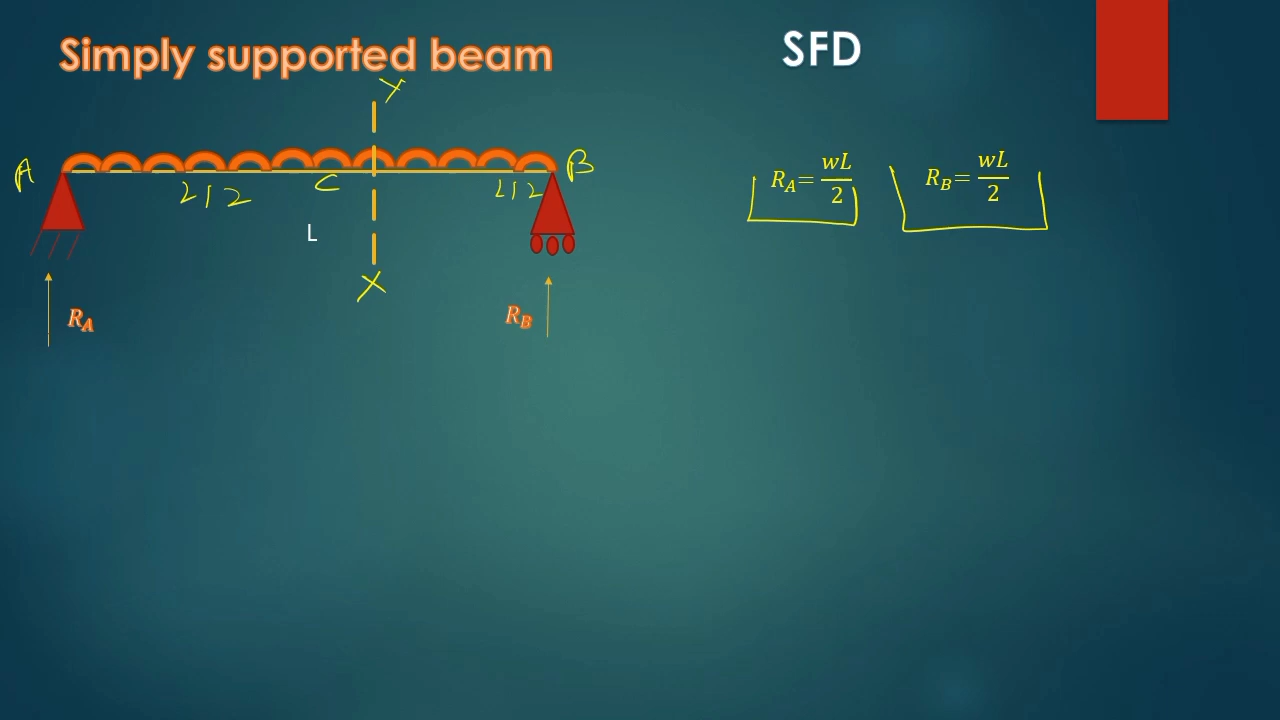 Simply supported beam
SFD
X
A
B
L/2
C
L/2
L
X
R_A
R_B
R_A = wL/2
R_B = wL/2